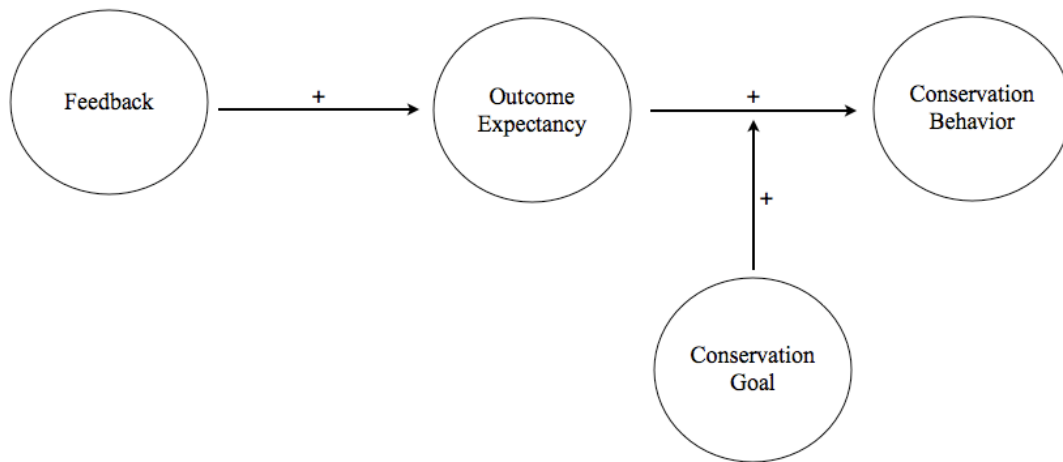 Feedback
+
Outcome
Expectancy
+
Conservation
Behavior
+
Conservation
Goal